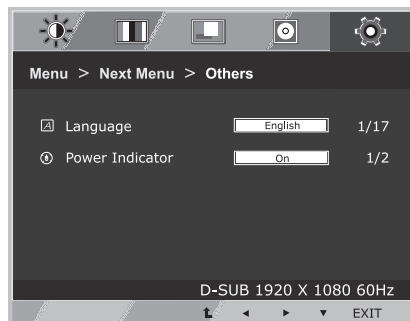 Menu > Next Menu > Others
Language English 1/17
Power Indicator On 1/2
D-SUB 1920 X 1080 60Hz
EXIT